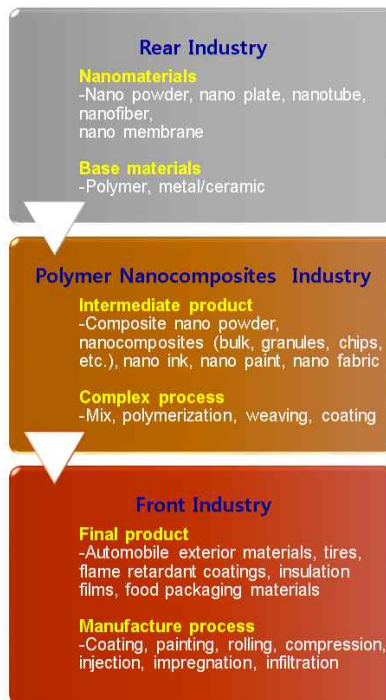 Rear Industry
Nanomaterials
-Nano powder, nano plate, nanotube,
nanofiber,
nano membrane
Base materials
-Polymer, metal/ceramic
Polymer Nanocomposites Industry
Intermediate product
-Composite nano powder,
nanocomposites (bulk, granules, chips,
etc.), nano ink, nano paint, nano fabric
Complex process
-Mix, polymerization, weaving, coating
Front Industry
Final product
-Automobile exterior materials, tires,
flame retardant coatings, insulation
films, food packaging materials
Manufacture process
-Coating, painting, rolling, compression,
injection, impregnation, infiltration